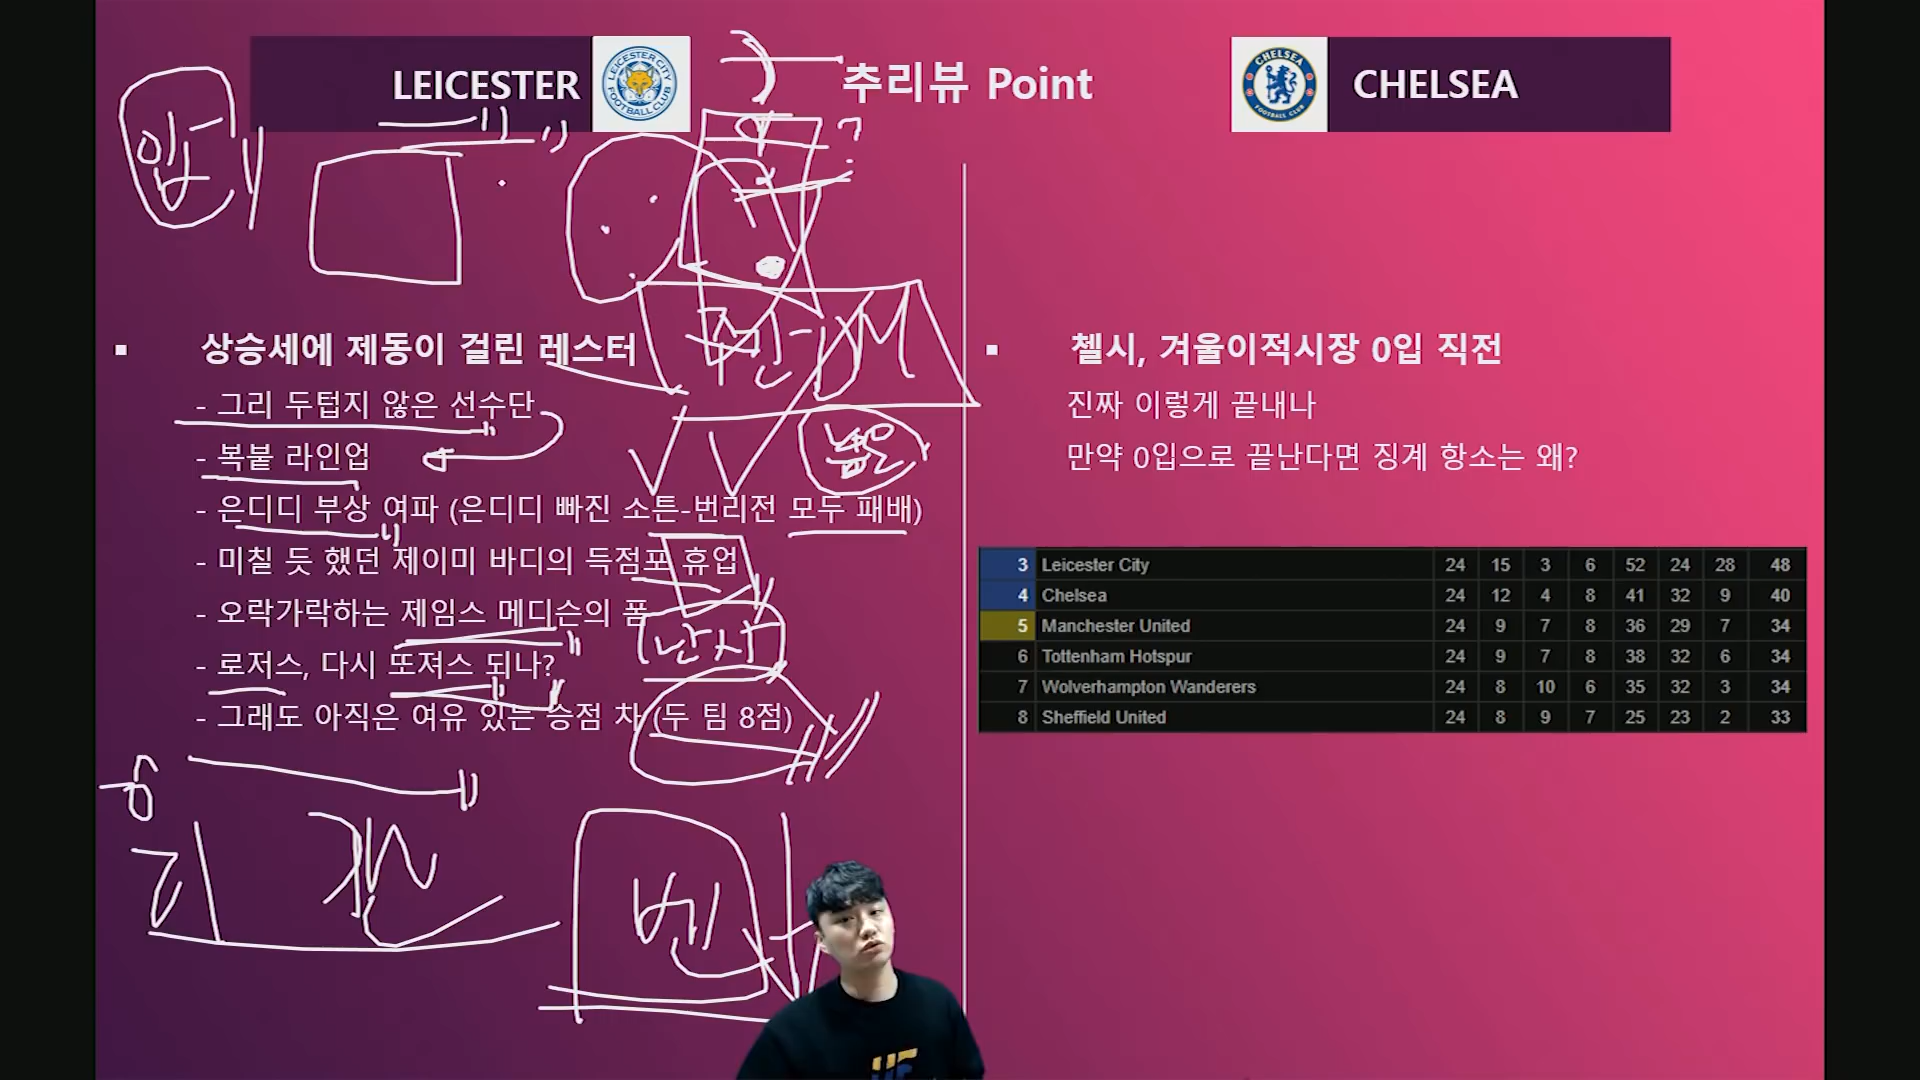 LEICESTER
LEICESTER CITY FOOTBALL CLUB
추리뷰 Point
CHELSEA FOOTBALL CLUB
CHELSEA
입
?
▪ 상승세에 제동이 걸린 레스터
- 그리 두텁지 않은 선수단
- 복붙 라인업
- 은디디 부상 여파 (은디디 빠진 소튼-번리전 모두 패배)
- 미칠 듯 했던 제이미 바디의 득점포 휴업
- 오락가락하는 제임스 메디슨의 폼
- 로저스, 다시 또져스 되나?
- 그래도 아직은 여유 있는 승점 차 (두 팀 8점)
난사
벤
▪ 첼시, 겨울이적시장 0입 직전
진짜 이렇게 끝내나
만약 0입으로 끝난다면 징계 항소는 왜?
3 Leicester City 24 15 3 6 52 24 28 48
4 Chelsea 24 12 4 8 41 32 9 40
5 Manchester United 24 9 7 8 36 29 7 34
6 Tottenham Hotspur 24 9 7 8 38 32 6 34
7 Wolverhampton Wanderers 24 8 10 6 35 32 3 34
8 Sheffield United 24 8 9 7 25 23 2 33